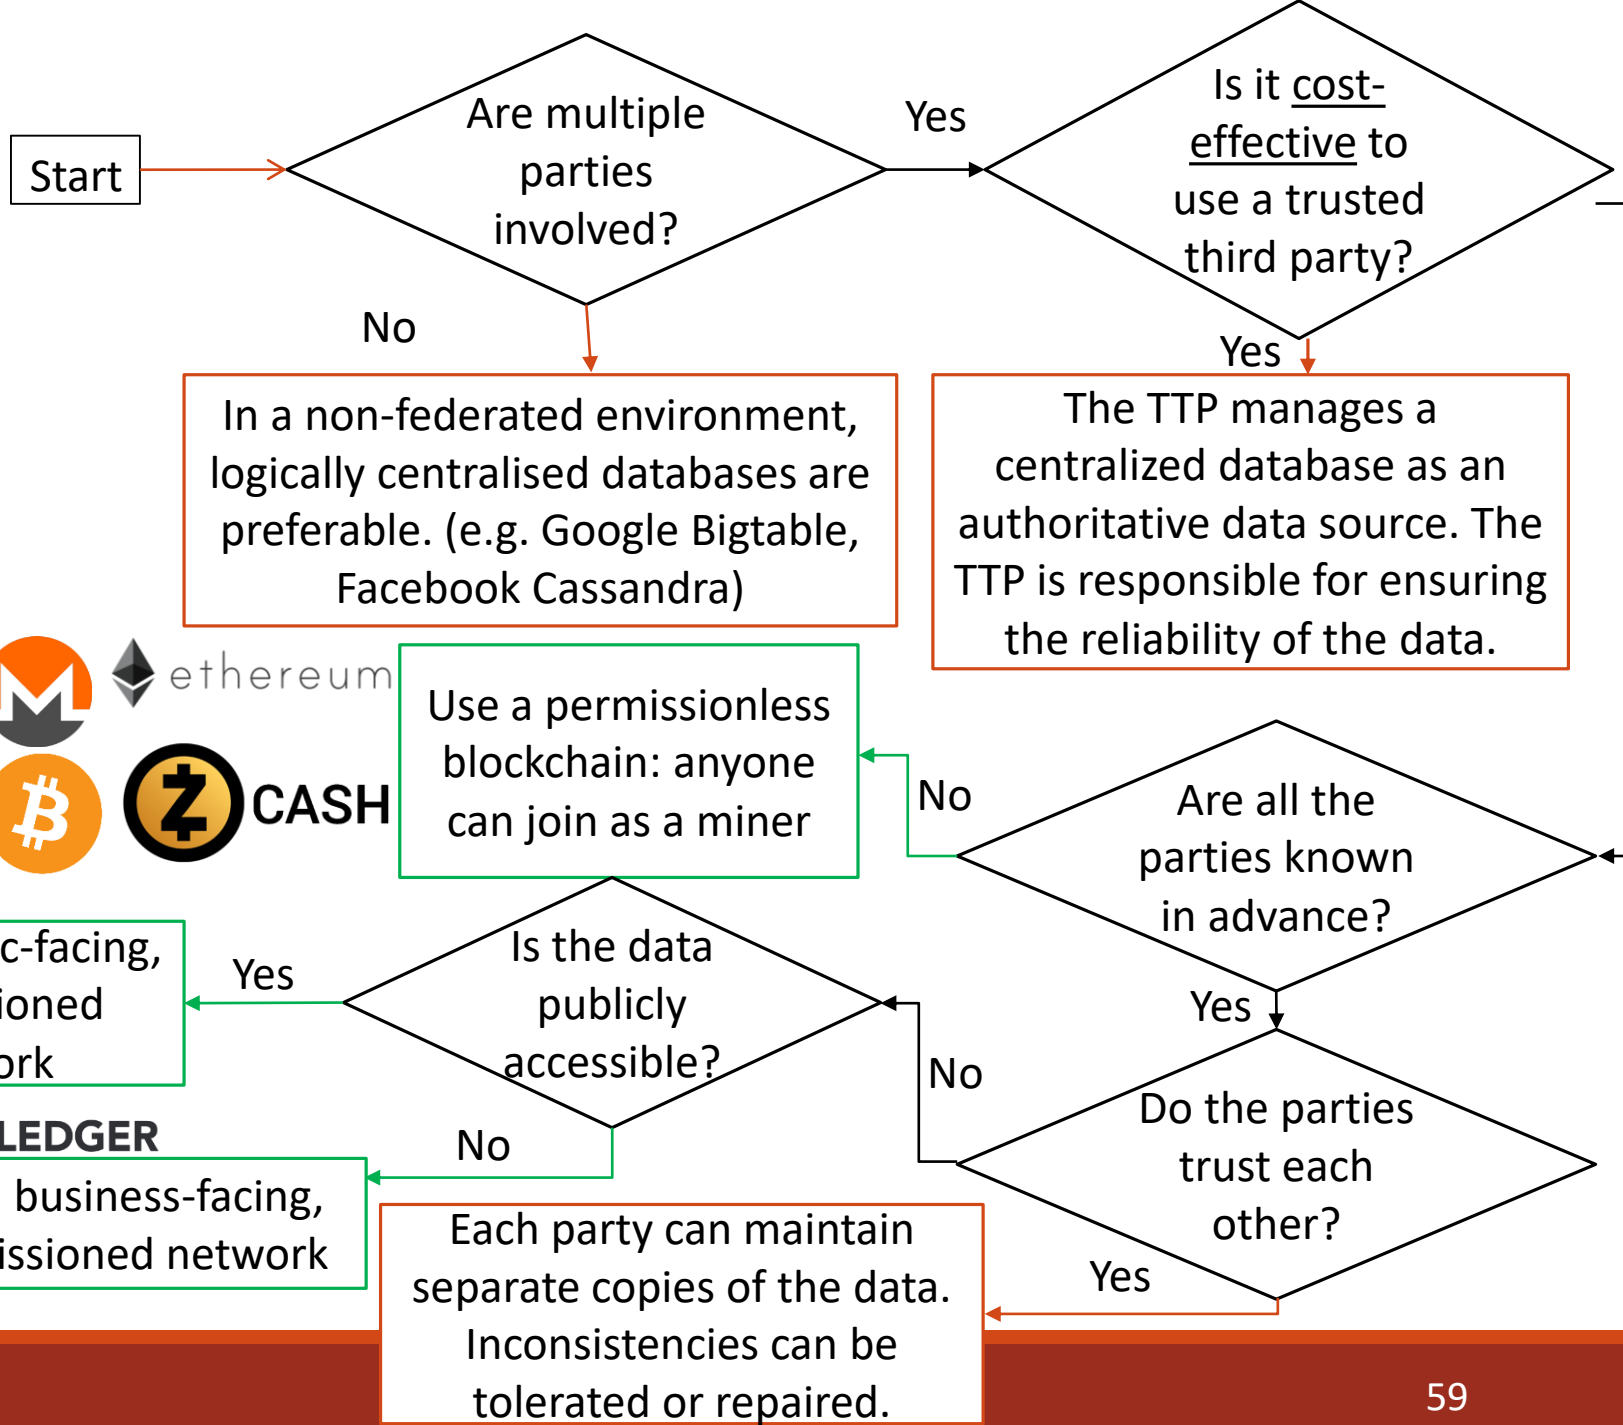 Start
Are multiple
parties
involved?
Yes
Is it cost-
effective to
use a trusted
third party?
No
Yes
In a non-federated environment,
logically centralised databases are
preferable. (e.g. Google Bigtable,
Facebook Cassandra)
The TTP manages a
centralized database as an
authoritative data source. The
TTP is responsible for ensuring
the reliability of the data.
ethereum
CASH
Use a permissionless
blockchain: anyone
can join as a miner
No
Are all the
parties known
in advance?
c-facing,
ioned
ork
Yes
Is the data
publicly
accessible?
Yes
No
Do the parties
trust each
other?
LEDGER
No
business-facing,
issioned network
Each party can maintain
separate copies of the data.
Inconsistencies can be
tolerated or repaired.
Yes
59